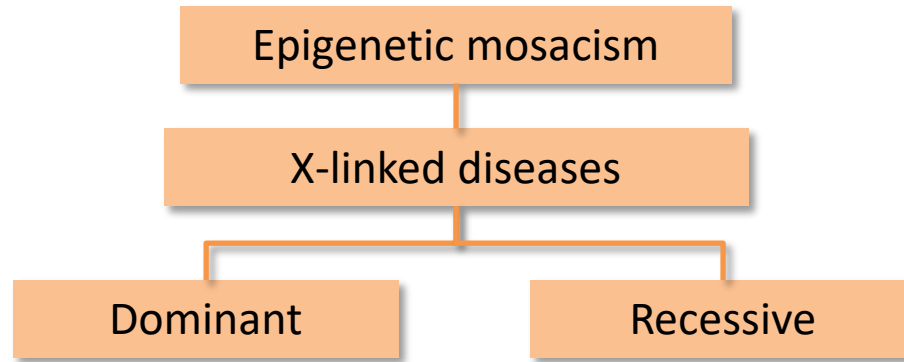 Epigenetic mosacism
X-linked diseases
Dominant
Recessive